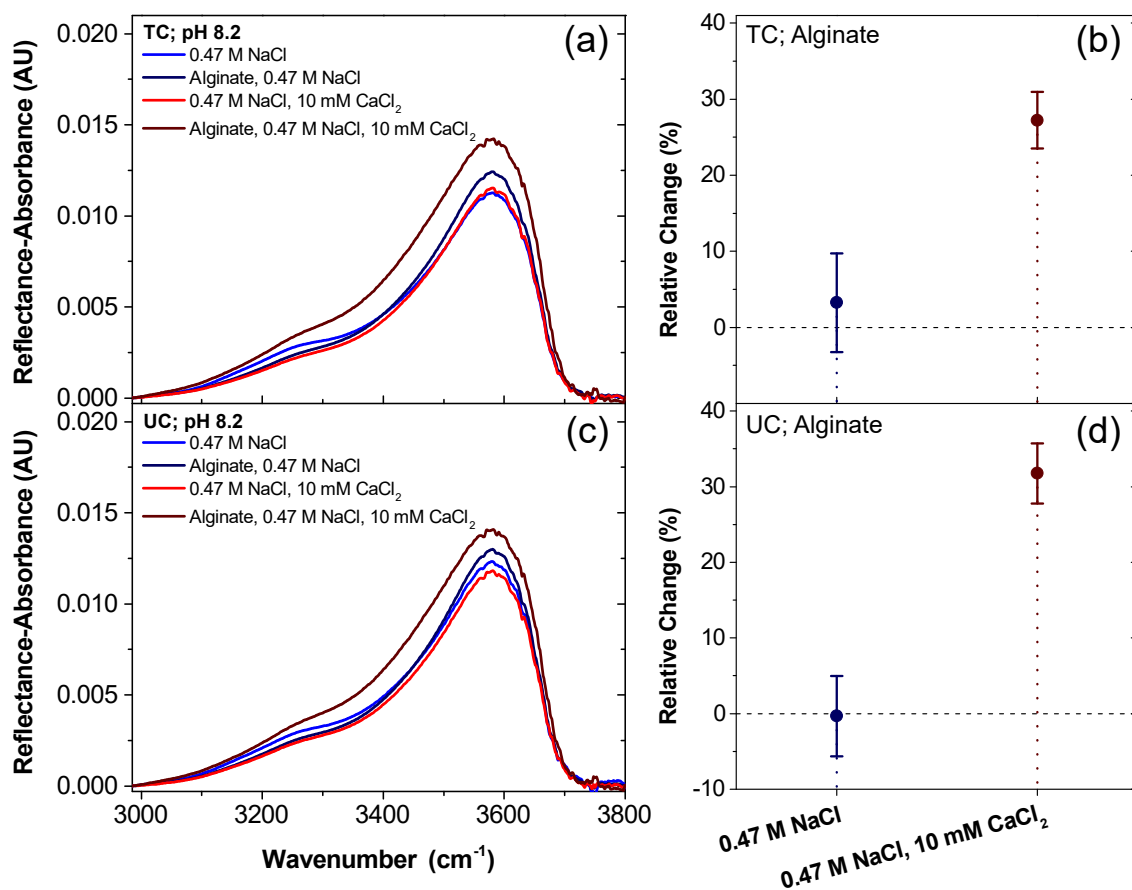 TC; pH 8.2
(a)
0.47 M NaCl
Alginate, 0.47 M NaCl
0.47 M NaCl, 10 mM CaCl₂
Alginate, 0.47 M NaCl, 10 mM CaCl₂
Reflectance-Absorbance (AU)
0.020
0.015
0.010
0.005
0.000
TC; Alginate
(b)
Relative Change (%)
40
30
20
10
0
UC; pH 8.2
(c)
0.47 M NaCl
Alginate, 0.47 M NaCl
0.47 M NaCl, 10 mM CaCl₂
Alginate, 0.47 M NaCl, 10 mM CaCl₂
Reflectance-Absorbance (AU)
0.020
0.015
0.010
0.005
0.000
3000 3200 3400 3600 3800
Wavenumber (cm⁻¹)
UC; Alginate
(d)
Relative Change (%)
40
30
20
10
0
-10
0.47 M NaCl
0.47 M NaCl, 10 mM CaCl₂